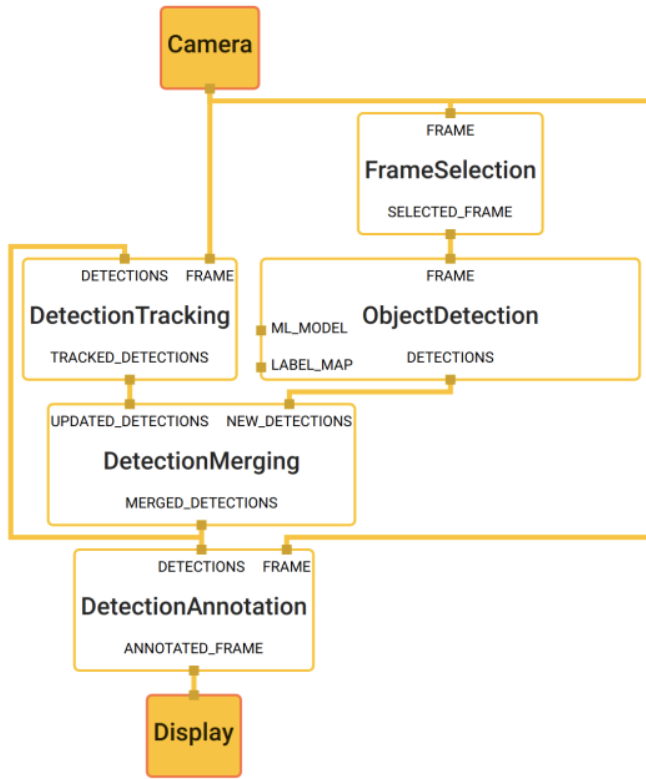 Camera
FRAME
FrameSelection
SELECTED_FRAME
DETECTIONS FRAME
DetectionTracking
TRACKED_DETECTIONS
FRAME
ObjectDetection
ML_MODEL
LABEL_MAP
DETECTIONS
UPDATED_DETECTIONS NEW_DETECTIONS
DetectionMerging
MERGED_DETECTIONS
DETECTIONS FRAME
DetectionAnnotation
ANNOTATED_FRAME
Display